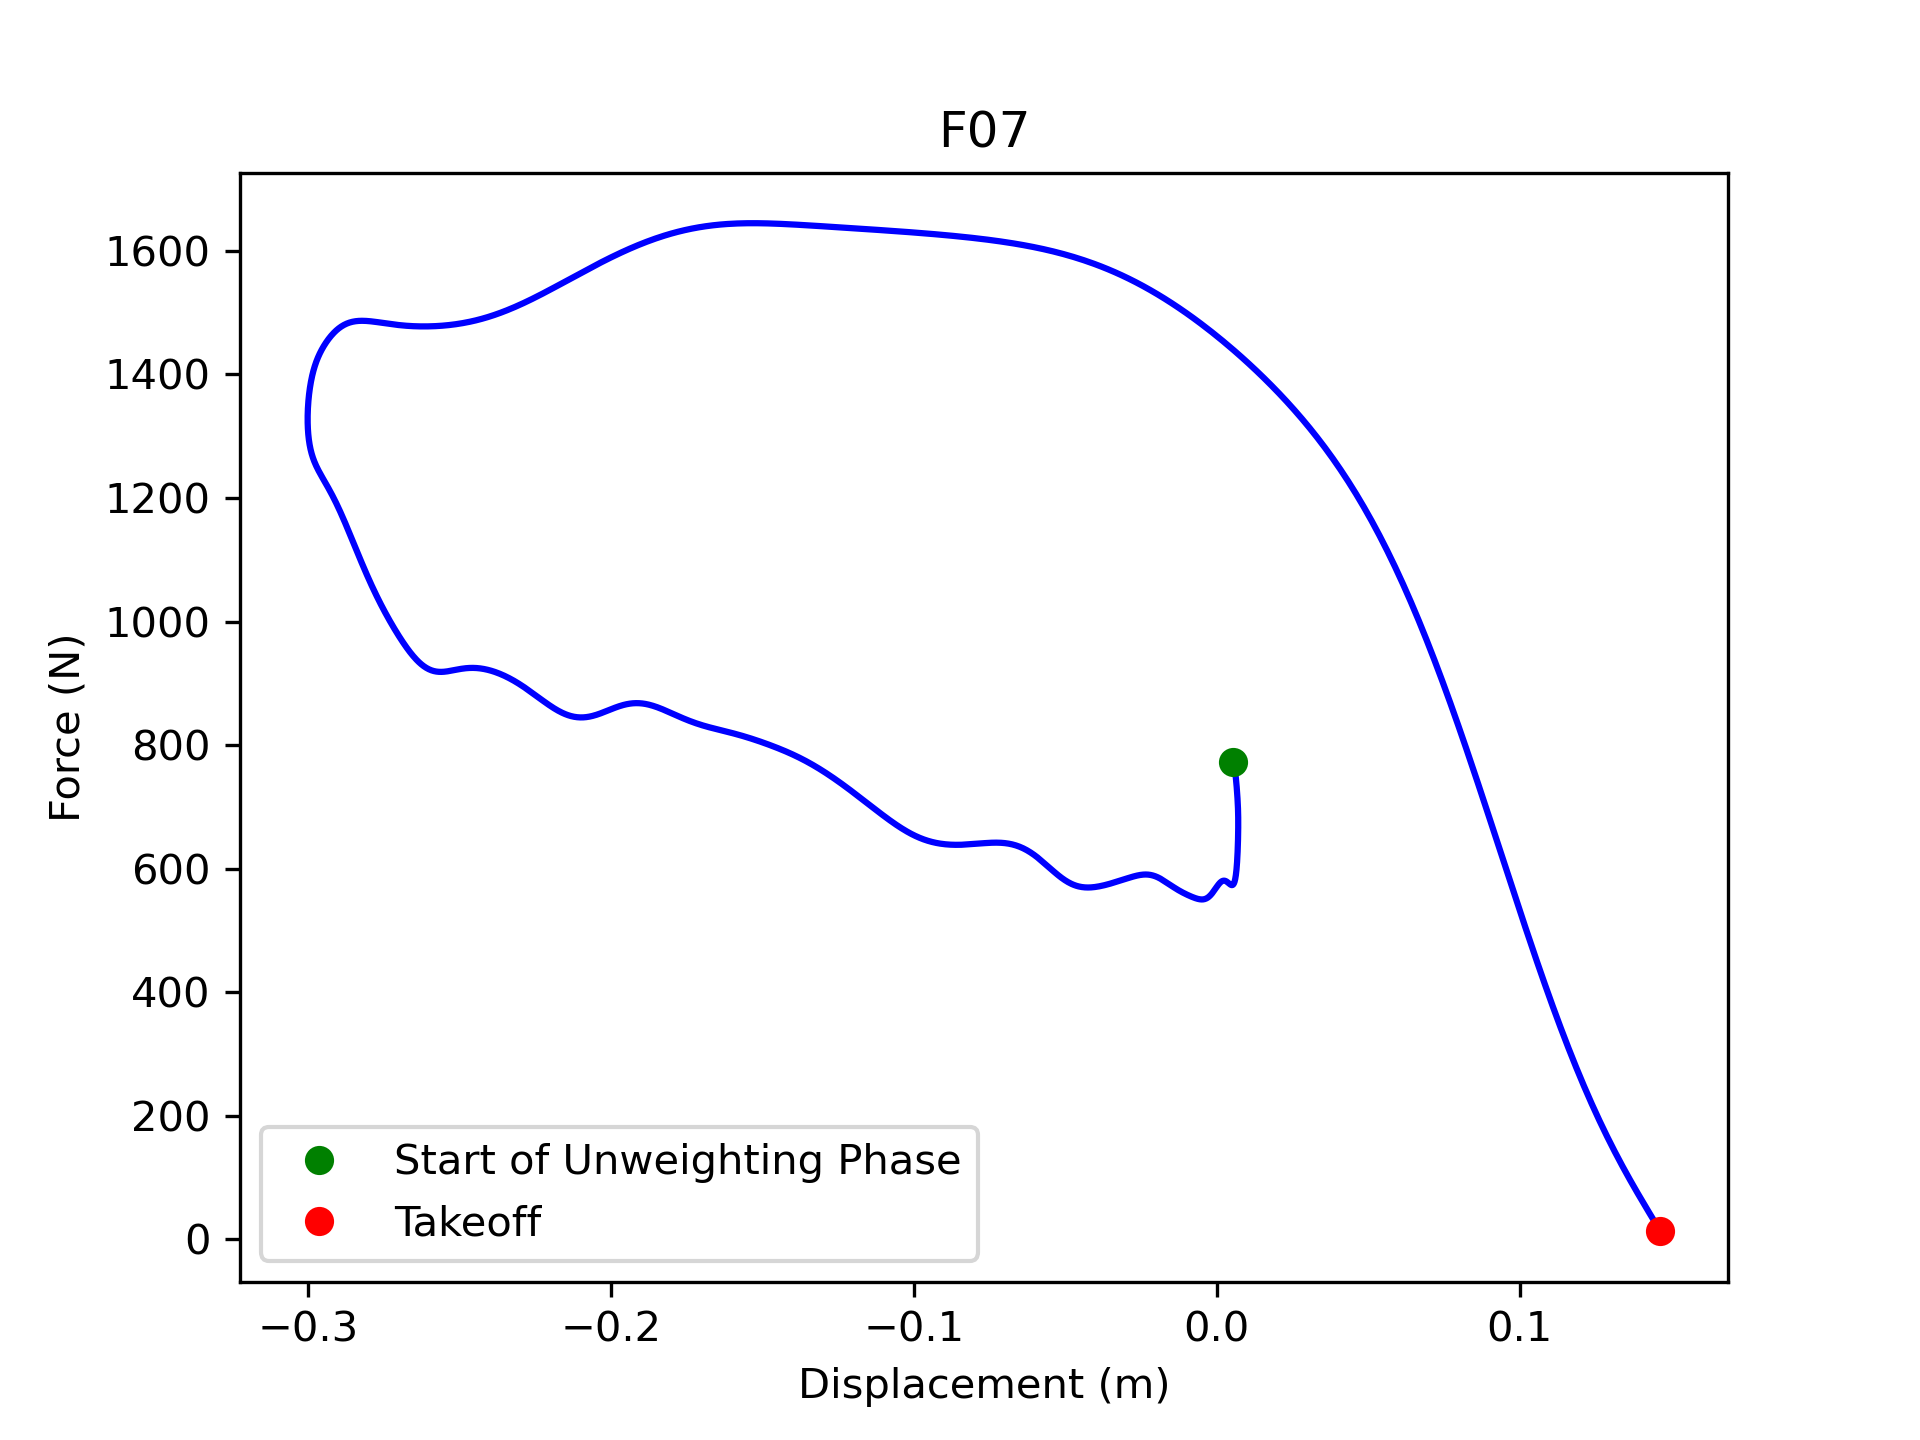 F07
1600
1400
1200
1000
800
600
400
200
0
Force (N)
Start of Unweighting Phase
Takeoff
−0.3 −0.2 −0.1 0.0 0.1
Displacement (m)